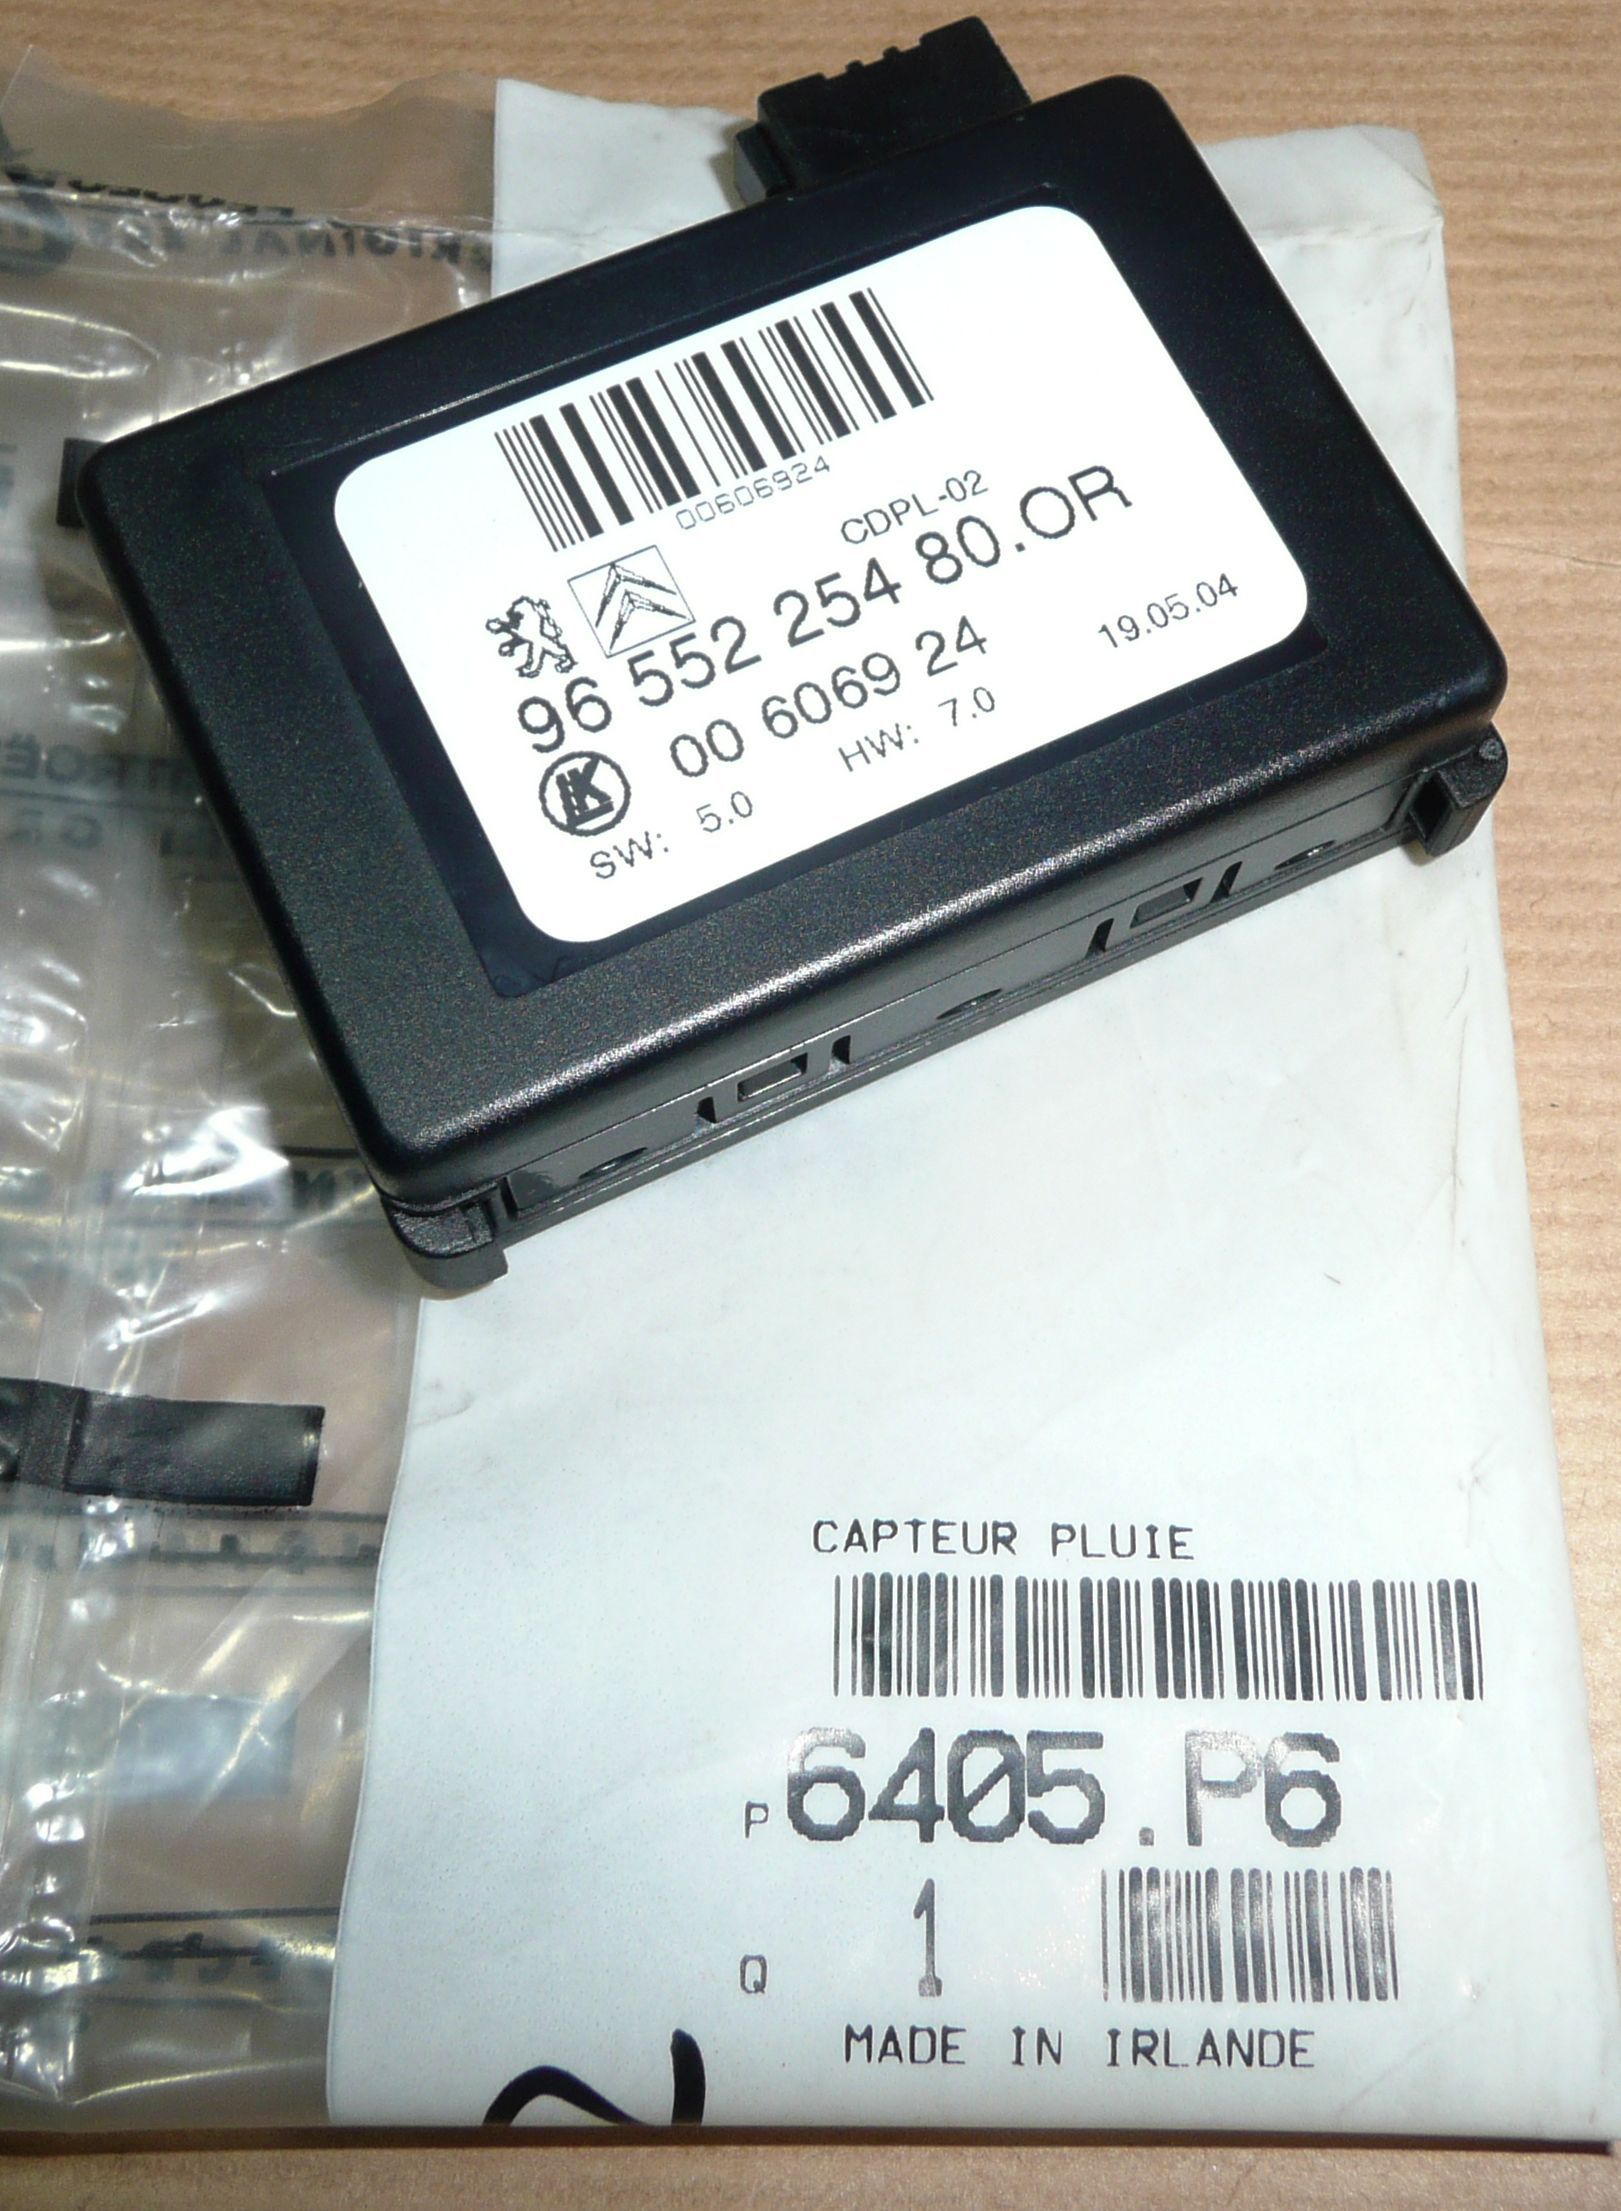 00606924
CDPL-02
96 552 254 80.OR
00 6069 24
19.05.04
SW: 5.0 HW: 7.0
CAPTEUR PLUIE
P 6405.P6
Q 1
MADE IN IRLANDE